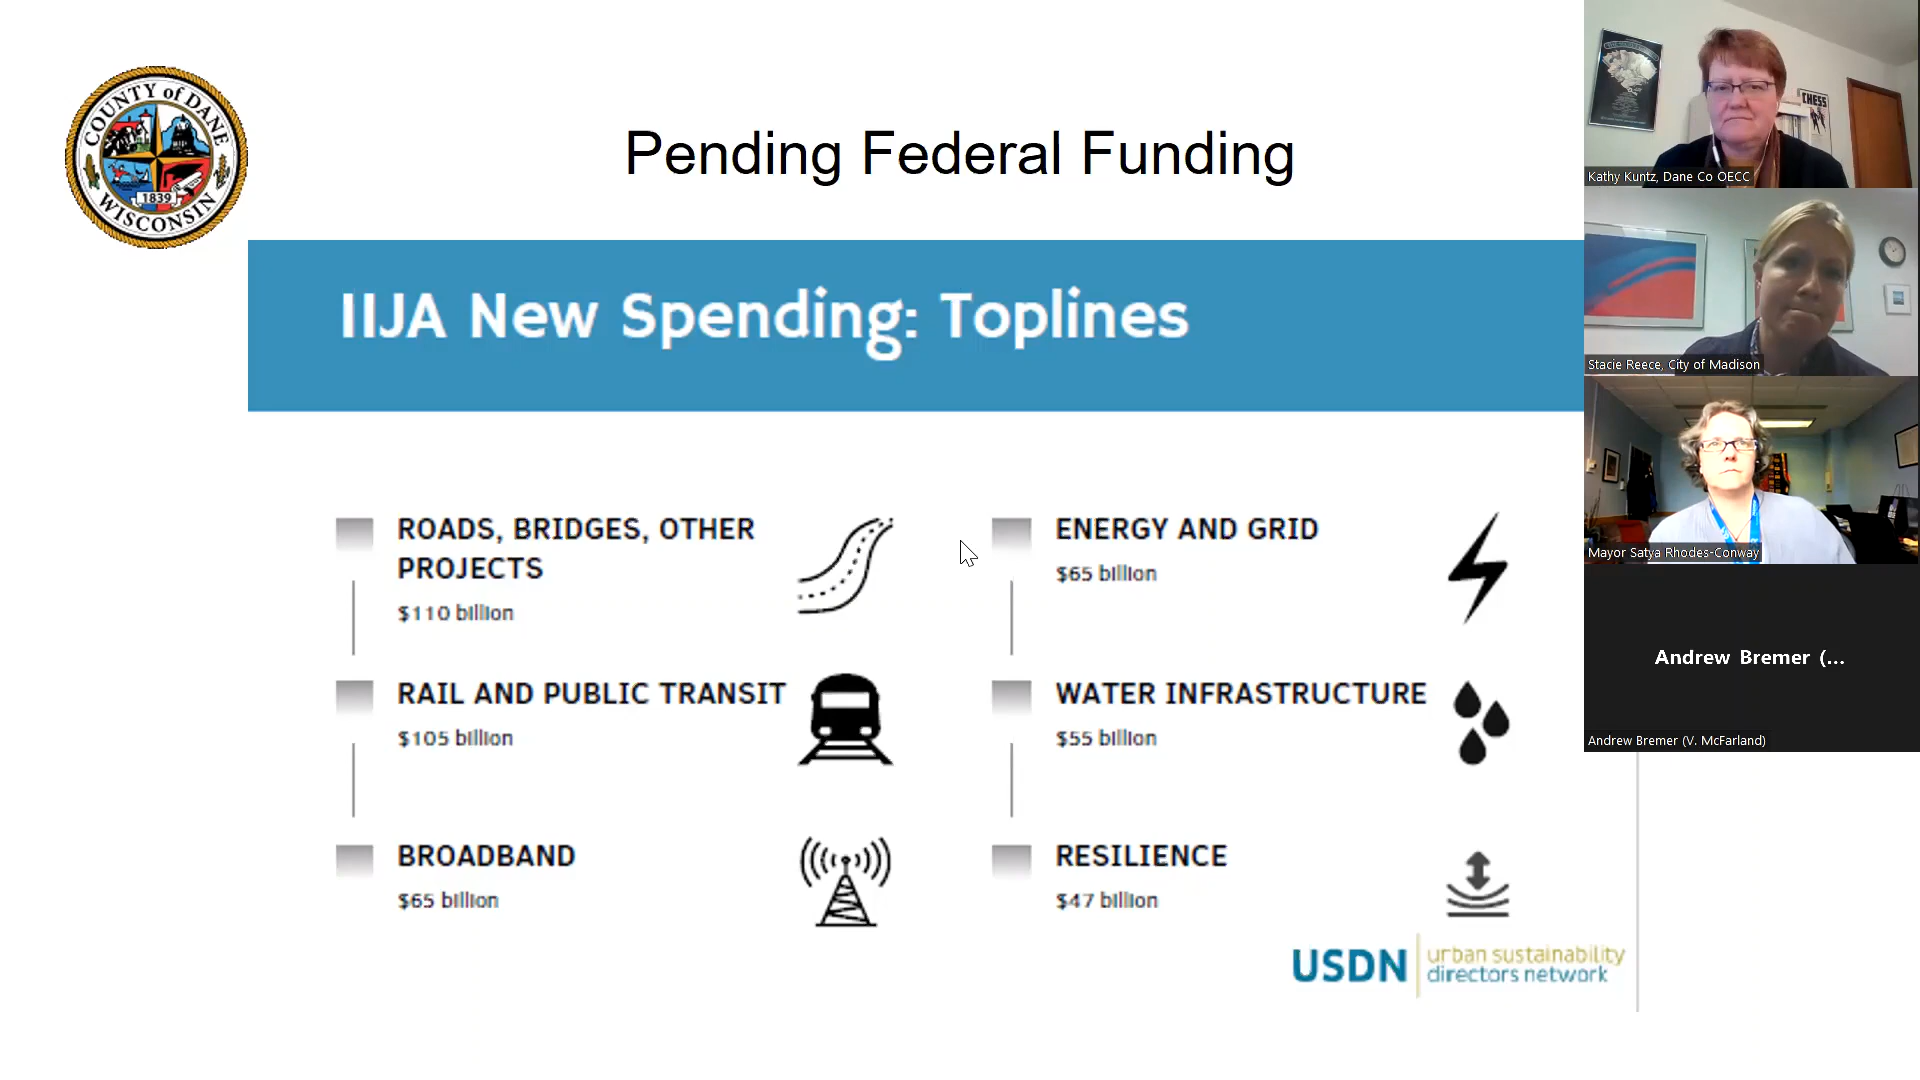 COUNTY of DANE
1839
WISCONSIN
Pending Federal Funding
IIJA New Spending: Toplines
ROADS, BRIDGES, OTHER
PROJECTS
$110 billion
RAIL AND PUBLIC TRANSIT
$105 billion
BROADBAND
$65 billion
ENERGY AND GRID
$65 billion
WATER INFRASTRUCTURE
$55 billion
RESILIENCE
$47 billion
USDN
urban sustainability
directors network
CHESS
Kathy Kuntz, Dane Co OECC
Stacie Reece, City of Madison
Mayor Satya Rhodes-Conway
Andrew Bremer (...
Andrew Bremer (V. McFarland)